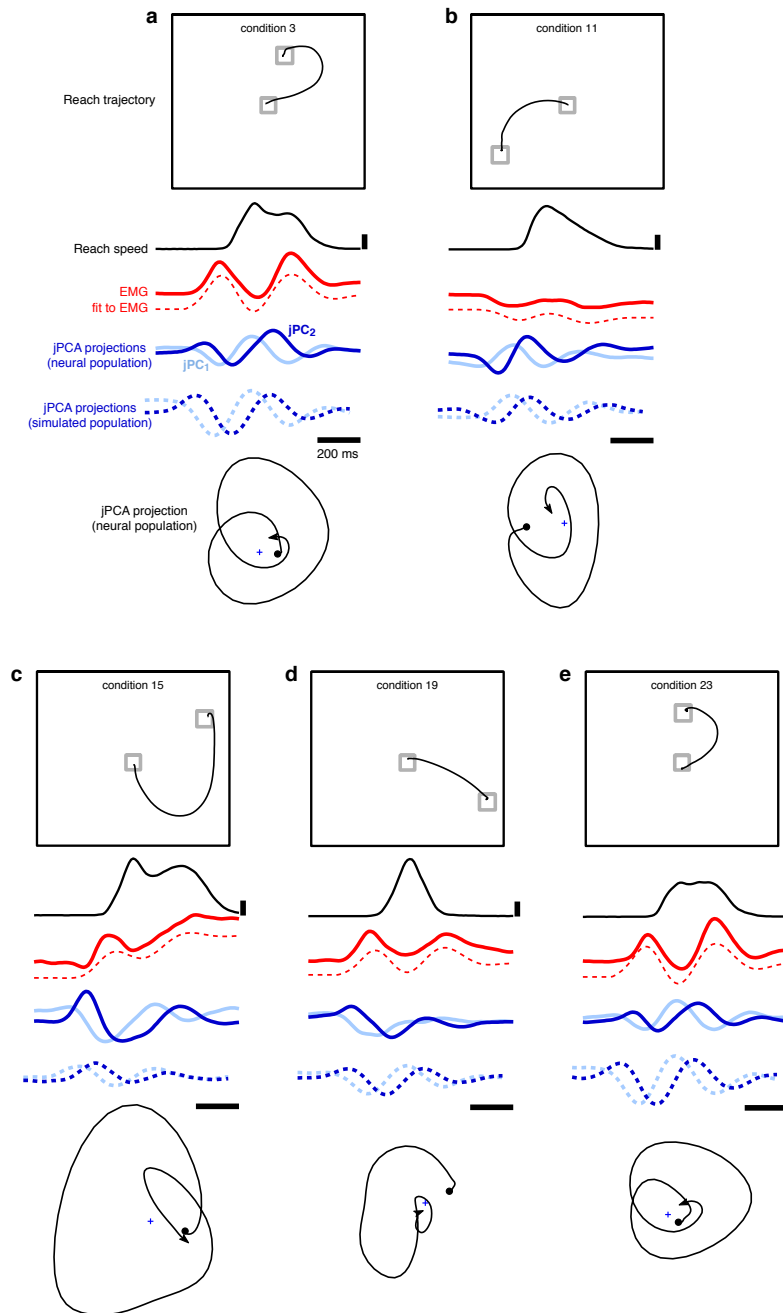 a
b
condition 3
condition 11
Reach trajectory
Reach speed
EMG
fit to EMG
jPC2
jPCA projections
(neural population)
jPC1
jPCA projections
(simulated population)
200 ms
jPCA projection
(neural population)
c
d
e
condition 15
condition 19
condition 23